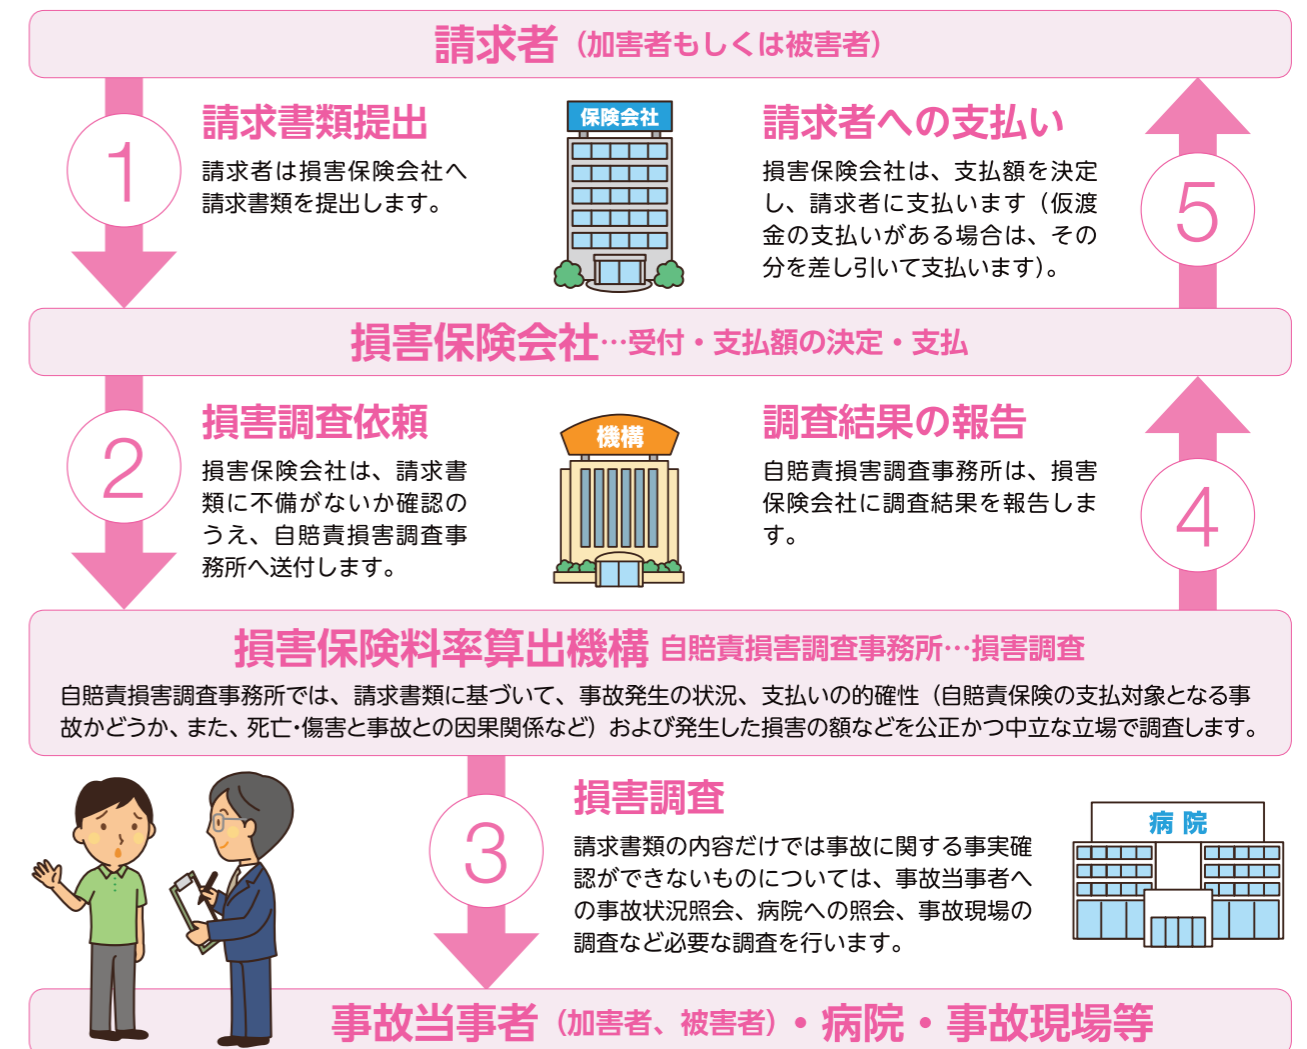 請求者（加害者もしくは被害者）
1
請求書類提出
請求者は損害保険会社へ
請求書類を提出します。
保険会社
請求者への支払い
損害保険会社は、支払額を決定
し、請求者に支払います（仮渡
金の支払いがある場合は、その
分を差し引いて支払います）。
5
損害保険会社…受付・支払額の決定・支払
2
損害調査依頼
損害保険会社は、請求書
類に不備がないか確認の
うえ、自賠責損害調査事
務所へ送付します。
機構
調査結果の報告
自賠責損害調査事務所は、損害
保険会社に調査結果を報告しま
す。
4
損害保険料率算出機構 自賠責損害調査事務所…損害調査
自賠責損害調査事務所では、請求書類に基づいて、事故発生の状況、支払いの的確性（自賠責保険の支払対象となる事
故かどうか、また、死亡・傷害と事故との因果関係など）および発生した損害の額などを公正かつ中立な立場で調査します。
3
損害調査
請求書類の内容だけでは事故に関する事実確
認ができないものについては、事故当事者へ
の事故状況照会、病院への照会、事故現場の
調査など必要な調査を行います。
病院
事故当事者（加害者、被害者）・病院・事故現場等